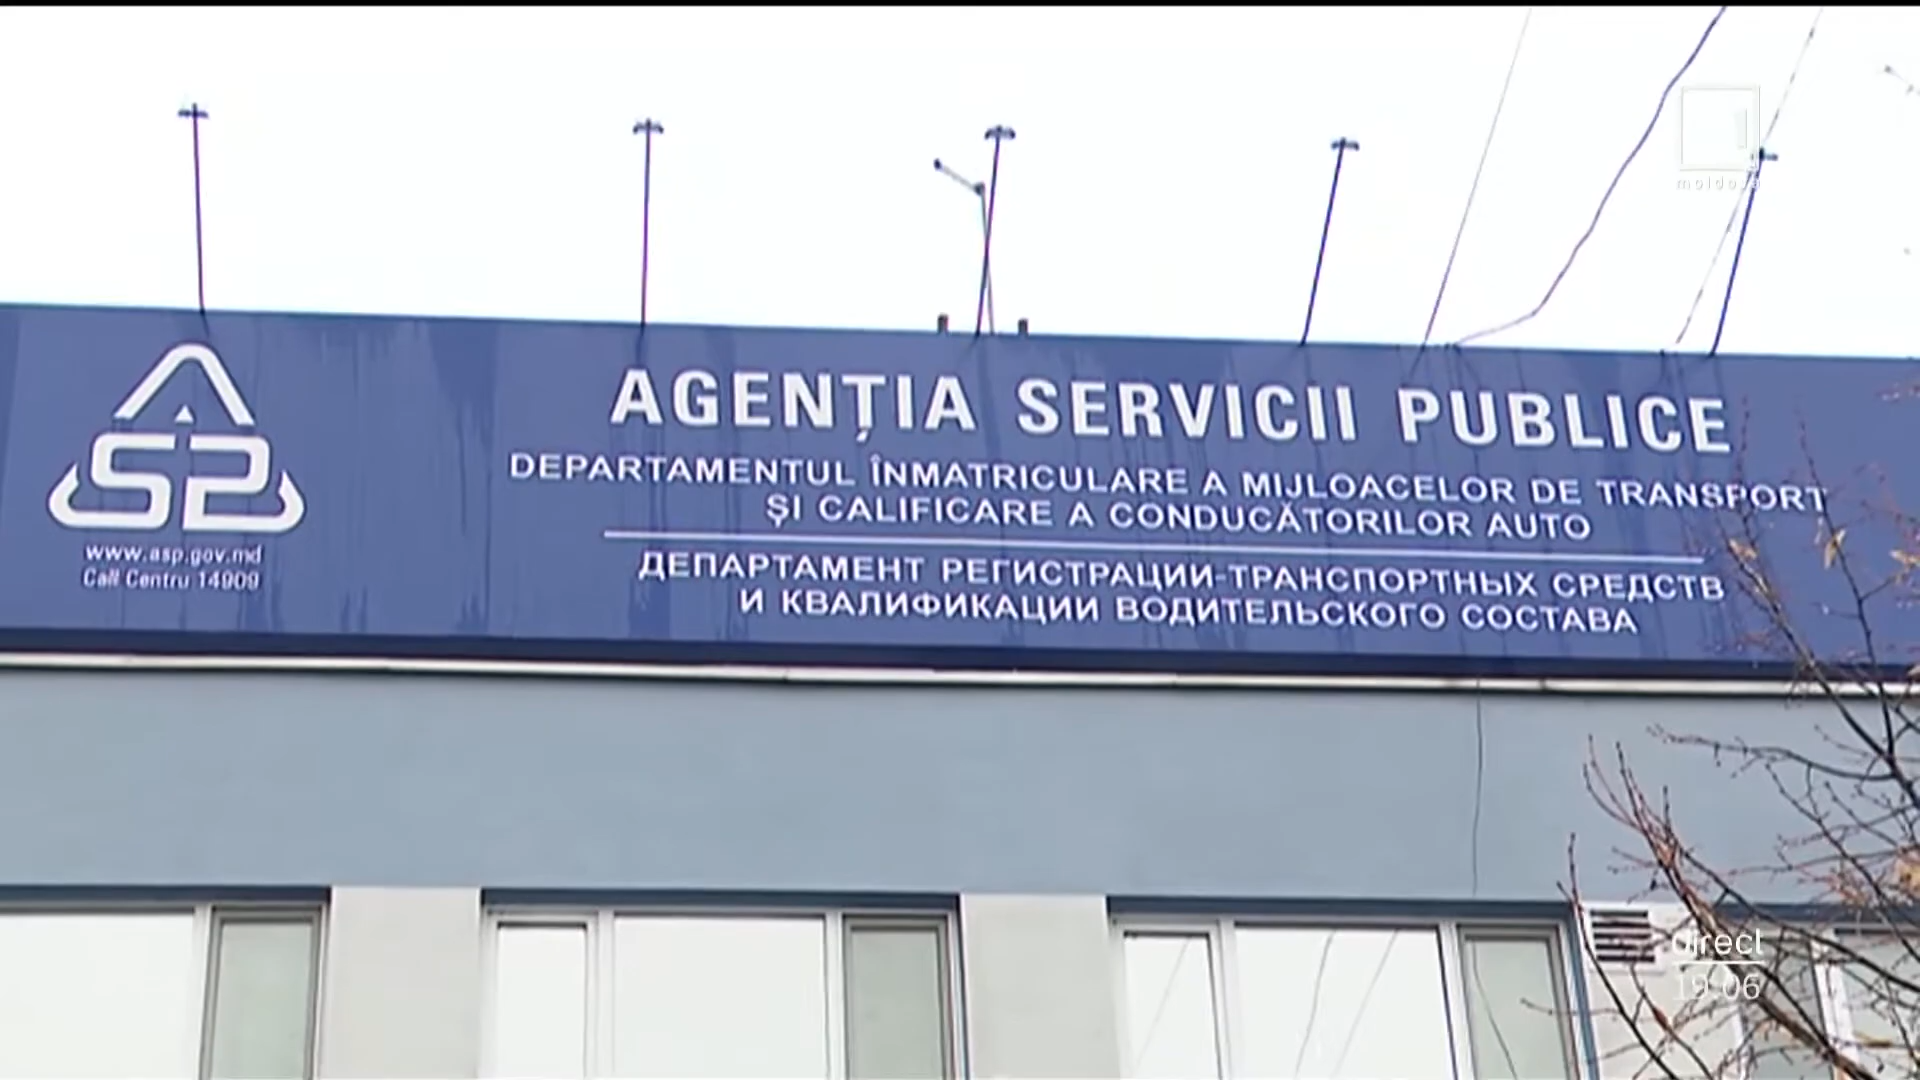 moldova
AGENȚIA SERVICII PUBLICE
DEPARTAMENTUL ÎNMATRICULARE A MIJLOACELOR DE TRANSPORT
ȘI CALIFICARE A CONDUCĂTORILOR AUTO
ДЕПАРТАМЕНТ РЕГИСТРАЦИИ-ТРАНСПОРТНЫХ СРЕДСТВ
И КВАЛИФИКАЦИИ ВОДИТЕЛЬСКОГО СОСТАВА
ASP
www.asp.gov.md
Call Centru 14909
direct
19:06